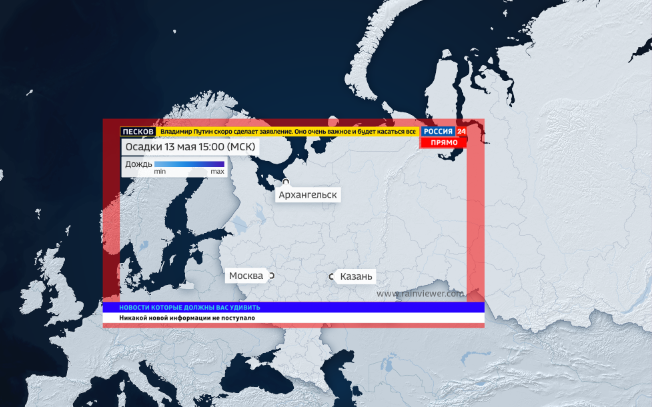 ПЕСКОВ Владимир Путин скоро сделает заявление. Оно очень важное и будет касаться все РОССИЯ 24
ПРЯМО
Осадки 13 мая 15:00 (МСК)
Дождь
min max
Архангельск
Москва Казань
www.rainviewer.com
НОВОСТИ КОТОРЫЕ ДОЛЖНЫ ВАС УДИВИТЬ
Никакой новой информации не поступало